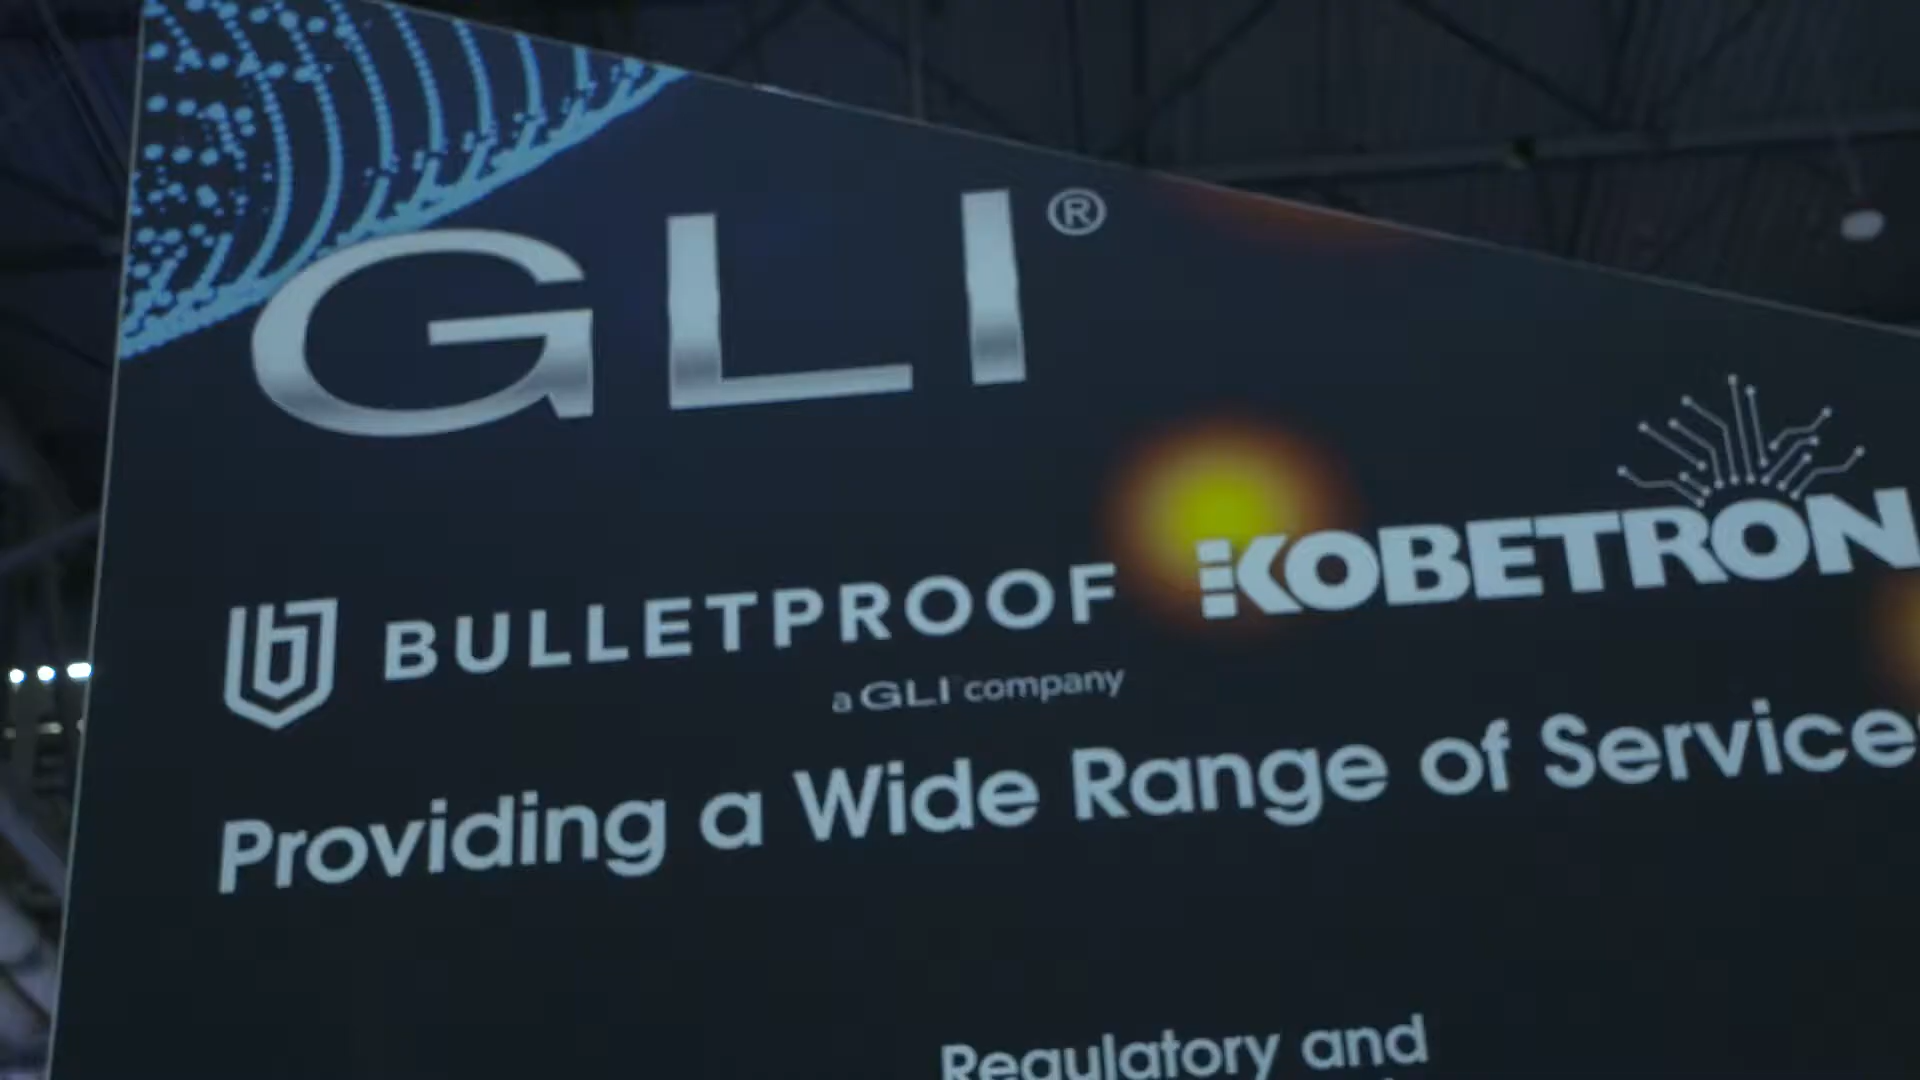 GLI®
BULLETPROOF
KOBETRON
a GLI company
Providing a Wide Range of Service
Regulatory and